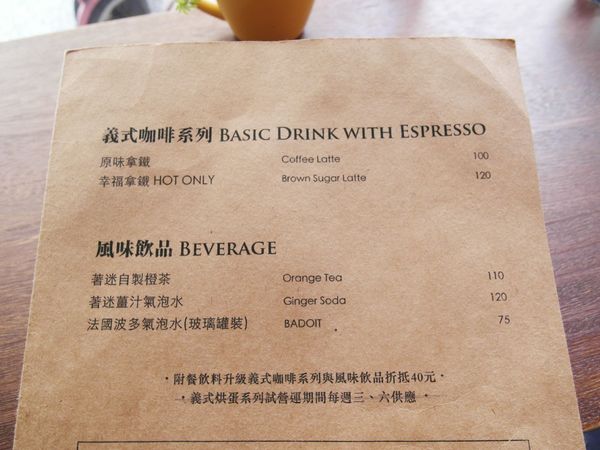 義式咖啡系列 BASIC DRINK WITH ESPRESSO
原味拿鐵 Coffee Latte 100
幸福拿鐵 HOT ONLY Brown Sugar Latte 120
風味飲品 BEVERAGE
著迷自製橙茶 Orange Tea 110
著迷薑汁氣泡水 Ginger Soda 120
法國波多氣泡水(玻璃罐裝) BADOIT 75
・附餐飲料升級義式咖啡系列與風味飲品折抵40元・
・義式烘蛋系列試營運期間每週三、六供應・